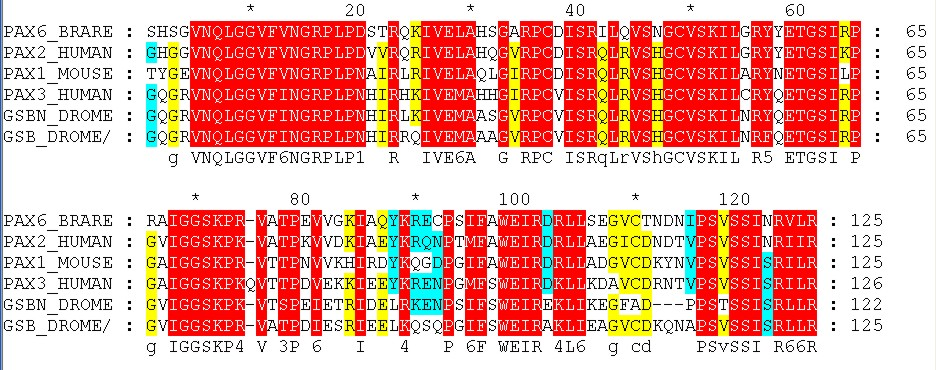 * 20 * 40 * 60
PAX6_BRARE : SHSGVNQLGGVFVNGRPLPDSTRQKIVELAHSGARPCDISRILQVSNGCVSKILGRYYETGSIRP : 65
PAX2_HUMAN : GHGGVNQLGGVFVNGRPLPDVVRQRIVELAHQGVRPCDISRQLRVSHGCVSKILGRYYETGSIKP : 65
PAX1_MOUSE : TYGEVNQLGGVFVNGRPLPNAIRLRIVELAQLGIRPCDISRQLRVSHGCVSKILARYNETGSILP : 65
PAX3_HUMAN : GQGRVNQLGGVFINGRPLPNHIRHKIVEMAHHGIRPCVISRQLRVSHGCVSKILCRYQETGSIRP : 65
GSBN_DROME : GQGRVNQLGGVFINGRPLPNHIRLKIVEMAASGVRPCVISRQLRVSHGCVSKILNRYQETGSIRP : 65
GSB_DROME/ : GQGRVNQLGGVFINGRPLPNHIRRQIVEMAAAGVRPCVISRQLRVSHGCVSKILNRFQETGSIRP : 65
g VNQLGGVF6NGRPLP1 R IVE6A G RPC ISRqLrVShGCVSKIL R5 ETGSI P
* 80 * 100 * 120
PAX6_BRARE : RAIGGSKPR-VATPEVVGKIAQYKRECPSIFAWEIRDRLLSEGVCTNDNIPSVSSINRVLR : 125
PAX2_HUMAN : GVIGGSKPK-VATPKVVDKIAEYKRQNPTMFAWEIRDRLLAEGICDNDTVPSVSSINRIIR : 125
PAX1_MOUSE : GAIGGSKPR-VTTPNVVKHIRDYKQGDPGIFAWEIRDRLLADGVCDKYNVPSVSSISRILR : 125
PAX3_HUMAN : GAIGGSKPKQVTTPDVEKKIEEYKRENPGMFSWEIRDKLLKDAVCDRNTVPSVSSISRILR : 126
GSBN_DROME : GVIGGSKPR-VTSPEIETRIDELRKENPSIFSWEIREKLIKEGFAD---PPSTSSISRLLR : 122
GSB_DROME/ : GVIGGSKPR-VATPDIESRIEELKQSQPGIFSWEIRAKLIEAGVCDKQNAPSVSSISRLLR : 125
g IGGSKP4 V 3P 6 I 4 P 6F WEIR 4L6 g cd PSvSSI R66R